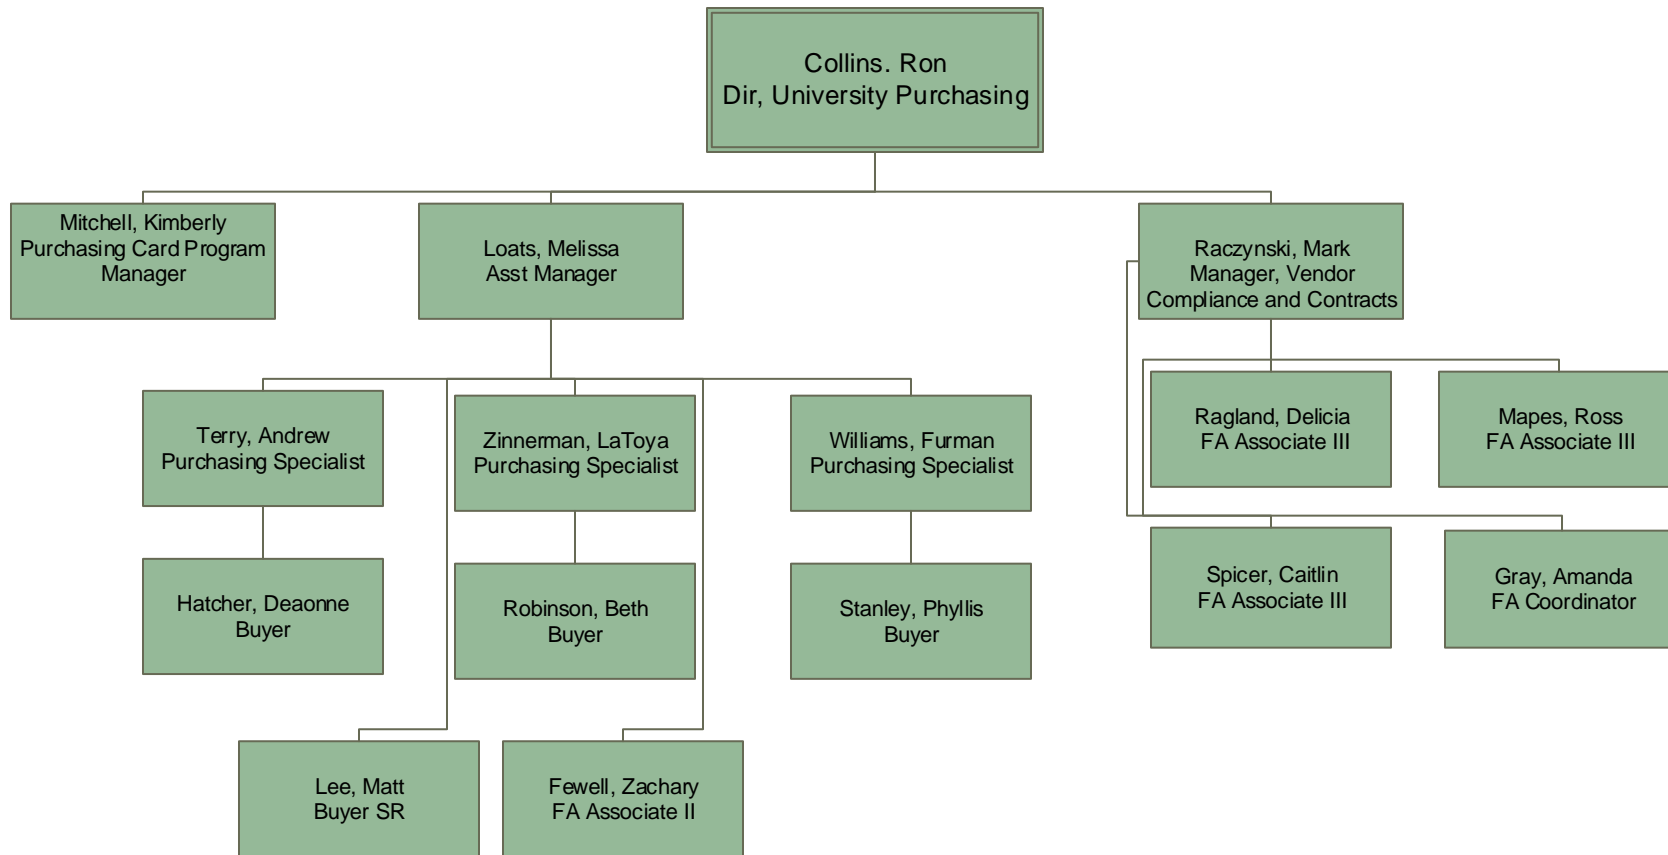 Collins. Ron
Dir, University Purchasing
Mitchell, Kimberly
Purchasing Card Program
Manager
Loats, Melissa
Asst Manager
Raczynski, Mark
Manager, Vendor
Compliance and Contracts
Terry, Andrew
Purchasing Specialist
Zinnerman, LaToya
Purchasing Specialist
Williams, Furman
Purchasing Specialist
Ragland, Delicia
FA Associate III
Mapes, Ross
FA Associate III
Hatcher, Deaonne
Buyer
Robinson, Beth
Buyer
Stanley, Phyllis
Buyer
Spicer, Caitlin
FA Associate III
Gray, Amanda
FA Coordinator
Lee, Matt
Buyer SR
Fewell, Zachary
FA Associate II